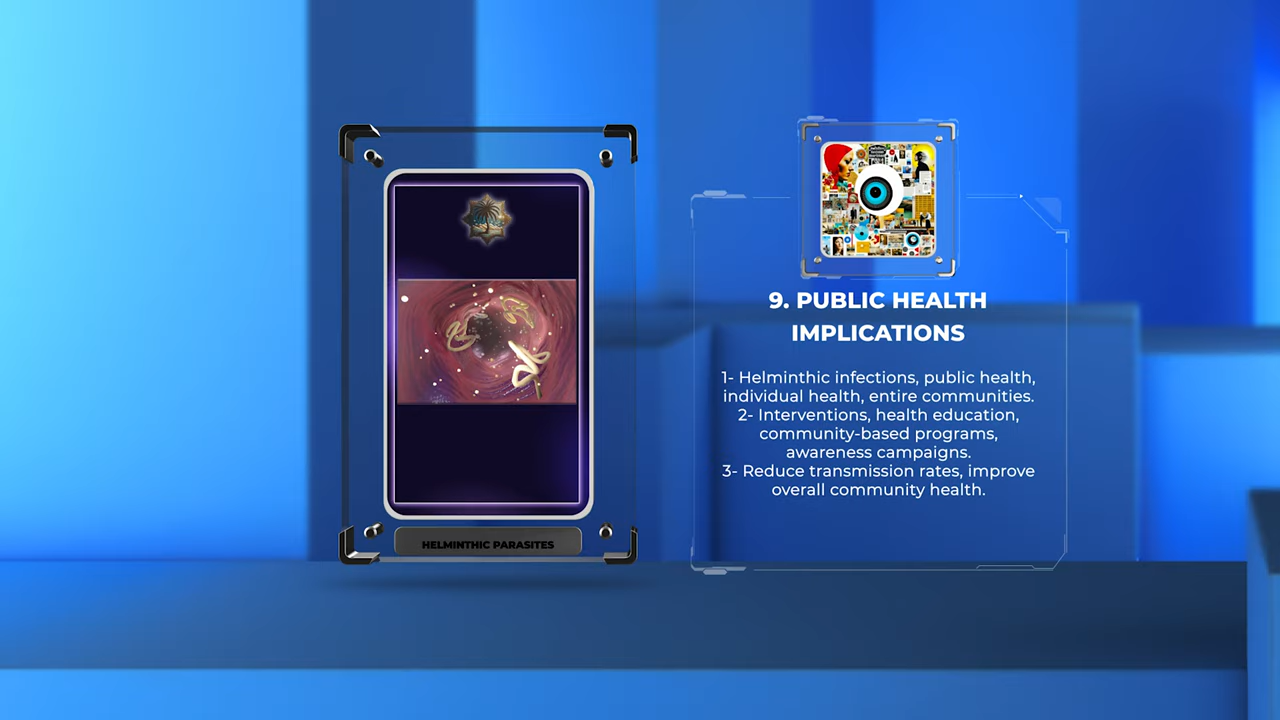 HELMINTHIC PARASITES
9. PUBLIC HEALTH
IMPLICATIONS
1- Helminthic infections, public health,
individual health, entire communities.
2- Interventions, health education,
community-based programs,
awareness campaigns.
3- Reduce transmission rates, improve
overall community health.